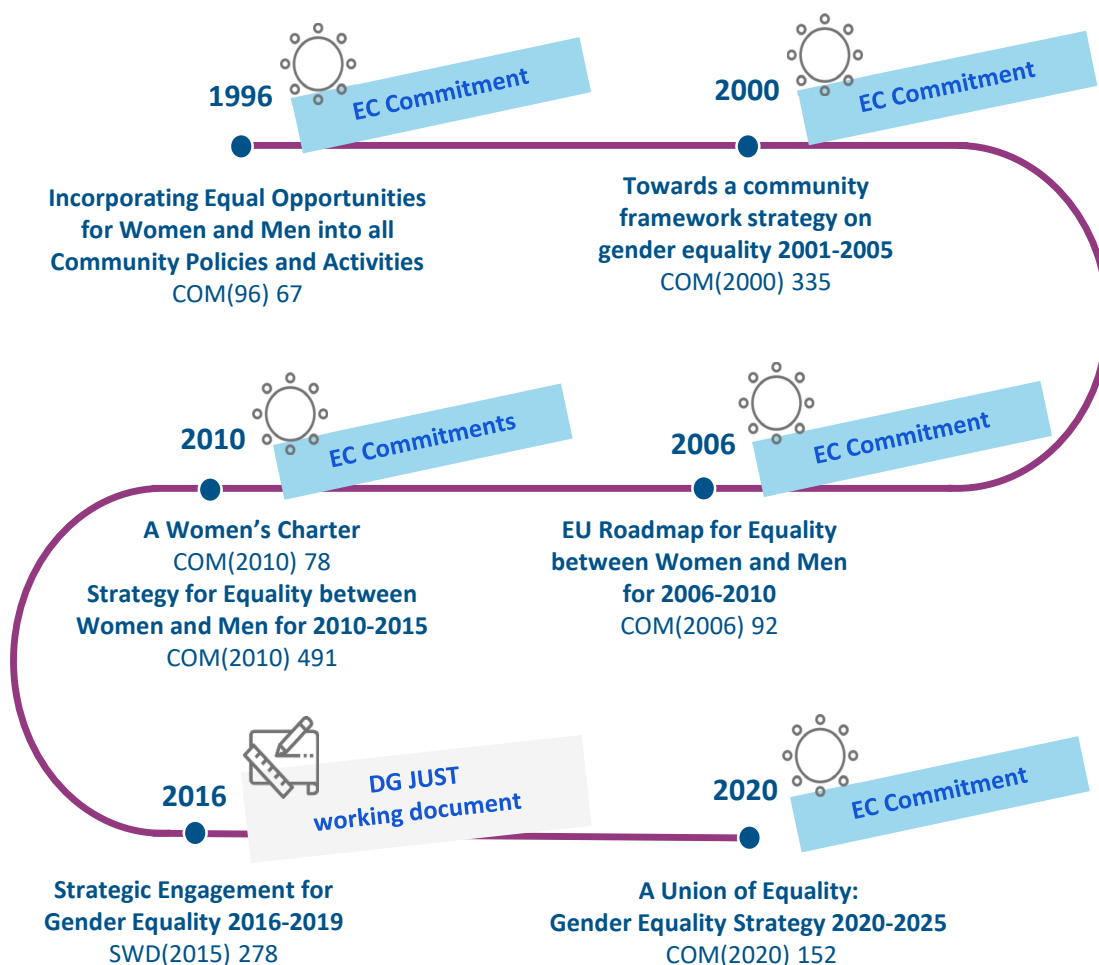 1996
EC Commitment
Incorporating Equal Opportunities
for Women and Men into all
Community Policies and Activities
COM(96) 67
2000
EC Commitment
Towards a community
framework strategy on
gender equality 2001-2005
COM(2000) 335
2006
EC Commitment
EU Roadmap for Equality
between Women and Men
for 2006-2010
COM(2006) 92
2010
EC Commitments
A Women’s Charter
COM(2010) 78
Strategy for Equality between
Women and Men for 2010-2015
COM(2010) 491
2016
DG JUST
working document
Strategic Engagement for
Gender Equality 2016-2019
SWD(2015) 278
2020
EC Commitment
A Union of Equality:
Gender Equality Strategy 2020-2025
COM(2020) 152